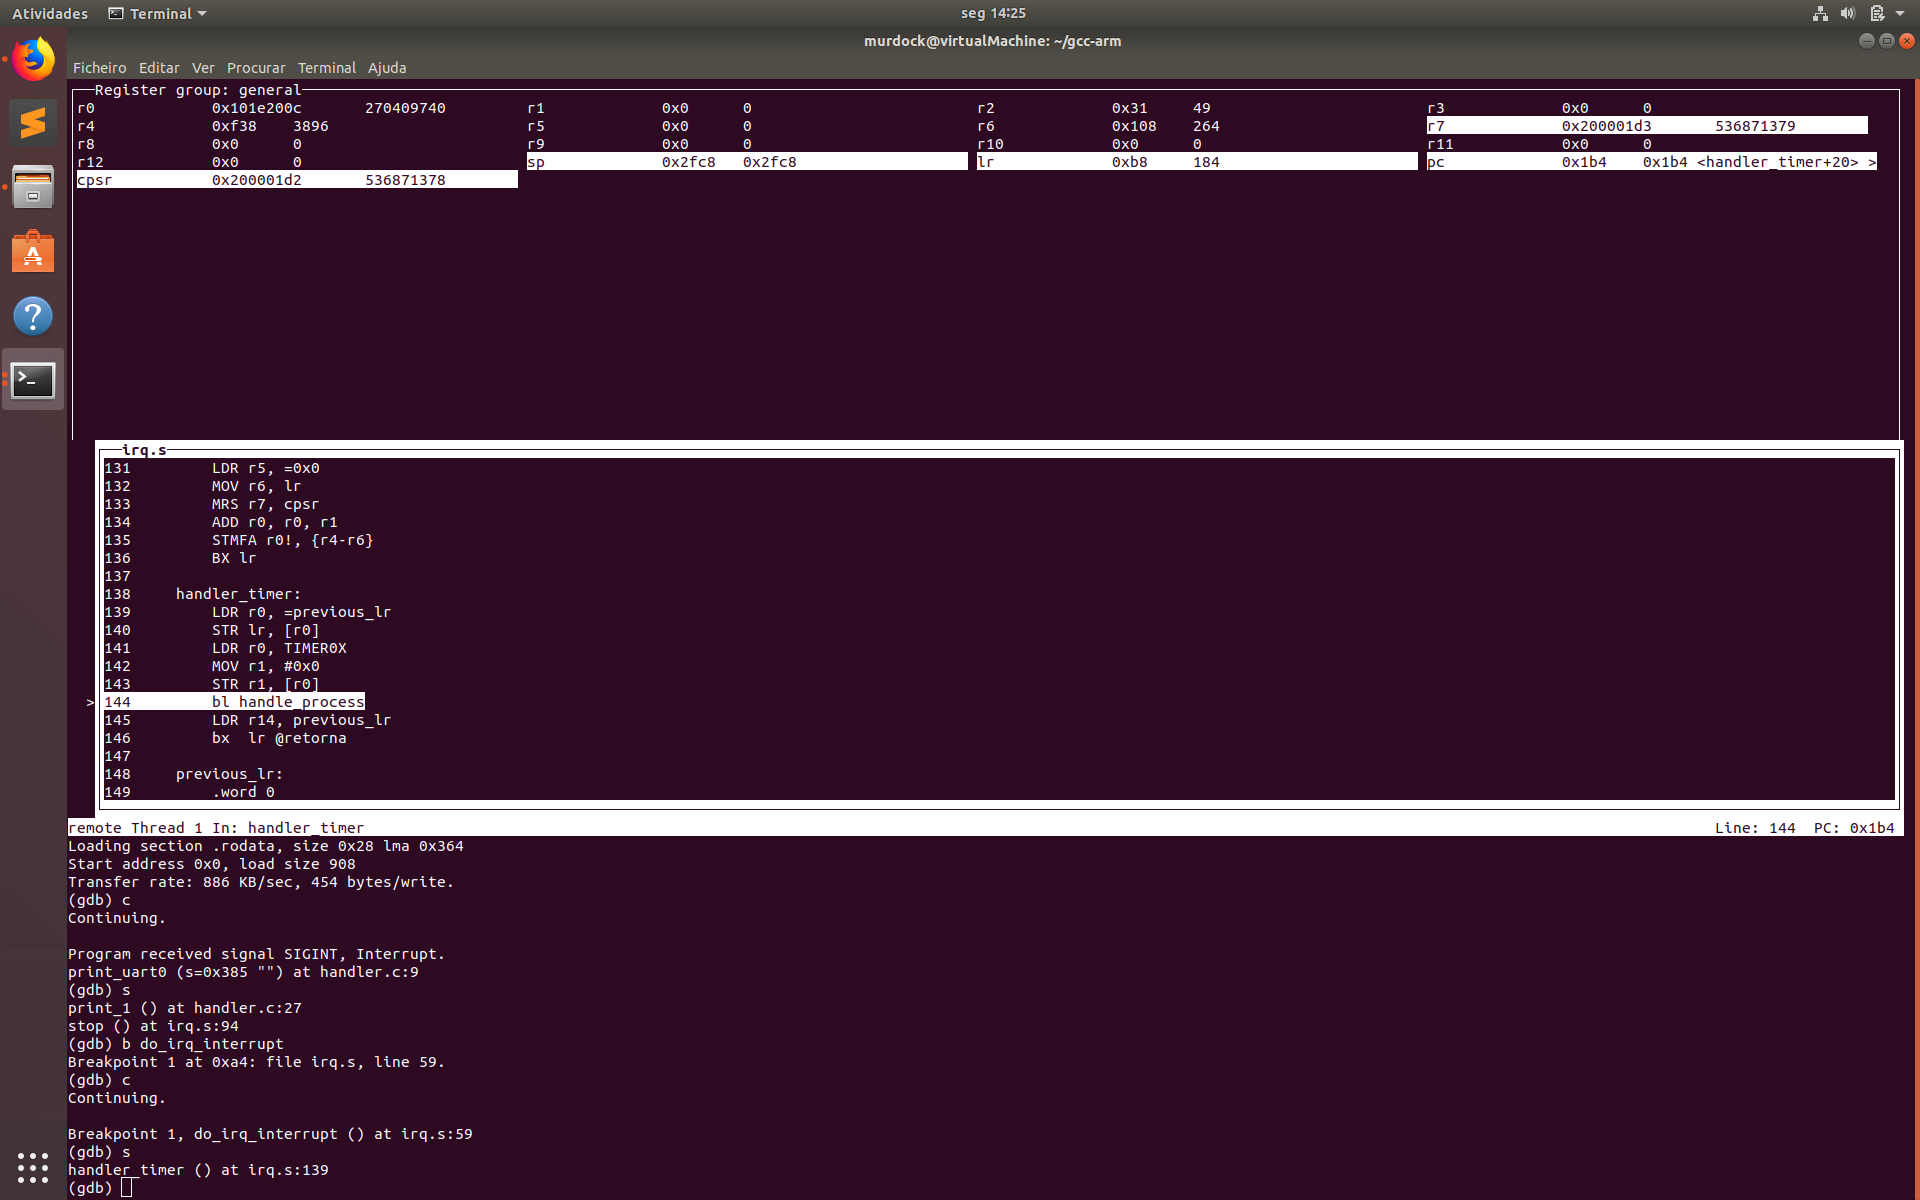 Atividades Terminal seg 14:25
murdock@virtualMachine: ~/gcc-arm
Ficheiro Editar Ver Procurar Terminal Ajuda
Register group: general
r0 0x101e200c 270409740 r1 0x0 0 r2 0x31 49 r3 0x0 0
r4 0xf38 3896 r5 0x0 0 r6 0x108 264 r7 0x200001d3 536871379
r8 0x0 0 r9 0x0 0 r10 0x0 0 r11 0x0 0
r12 0x0 0 sp 0x2fc8 0x2fc8 lr 0xb8 184 pc 0x1b4 0x1b4 <handler_timer+20> >
cpsr 0x200001d2 536871378
irq.s
131 LDR r5, =0x0
132 MOV r6, lr
133 MRS r7, cpsr
134 ADD r0, r0, r1
135 STMFA r0!, {r4-r6}
136 BX lr
137
138 handler_timer:
139 LDR r0, =previous_lr
140 STR lr, [r0]
141 LDR r0, TIMER0X
142 MOV r1, #0x0
143 STR r1, [r0]
> 144 bl handle_process
145 LDR r14, previous_lr
146 bx lr @retorna
147
148 previous_lr:
149 .word 0
remote Thread 1 In: handler_timer Line: 144 PC: 0x1b4
Loading section .rodata, size 0x28 lma 0x364
Start address 0x0, load size 908
Transfer rate: 886 KB/sec, 454 bytes/write.
(gdb) c
Continuing.
Program received signal SIGINT, Interrupt.
print_uart0 (s=0x385 "") at handler.c:9
(gdb) s
print_1 () at handler.c:27
stop () at irq.s:94
(gdb) b do_irq_interrupt
Breakpoint 1 at 0xa4: file irq.s, line 59.
(gdb) c
Continuing.
Breakpoint 1, do_irq_interrupt () at irq.s:59
(gdb) s
handler_timer () at irq.s:139
(gdb)